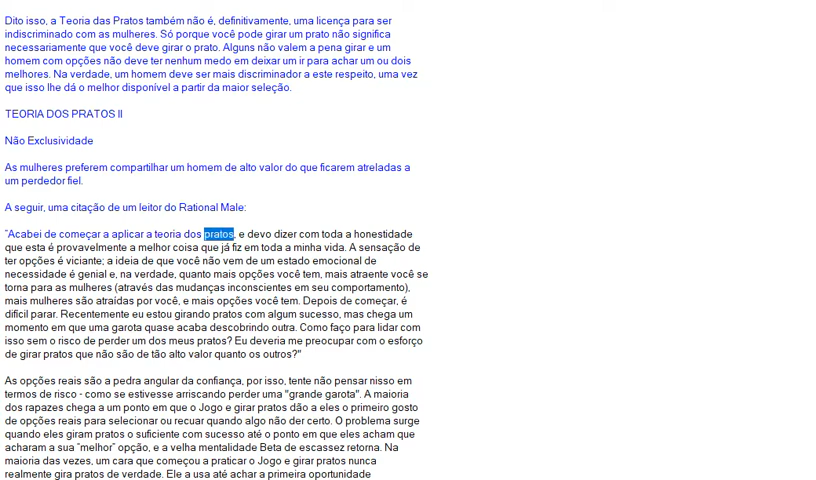 Dito isso, a Teoria das Pratos também não é, definitivamente, uma licença para ser
indiscriminado com as mulheres. Só porque você pode girar um prato não significa
necessariamente que você deve girar o prato. Alguns não valem a pena girar e um
homem com opções não deve ter nenhum medo em deixar um ir para achar um ou dois
melhores. Na verdade, um homem deve ser mais discriminador a este respeito, uma vez
que isso lhe dá o melhor disponível a partir da maior seleção.
TEORIA DOS PRATOS II
Não Exclusividade
As mulheres preferem compartilhar um homem de alto valor do que ficarem atreladas a
um perdedor fiel.
A seguir, uma citação de um leitor do Rational Male:
"Acabei de começar a aplicar a teoria dos pratos, e devo dizer com toda a honestidade
que esta é provavelmente a melhor coisa que já fiz em toda a minha vida. A sensação de
ter opções é viciante; a ideia de que você não vem de um estado emocional de
necessidade é genial e, na verdade, quanto mais opções você tem, mais atraente você se
torna para as mulheres (através das mudanças inconscientes em seu comportamento),
mais mulheres são atraídas por você, e mais opções você tem. Depois de começar, é
difícil parar. Recentemente eu estou girando pratos com algum sucesso, mas chega um
momento em que uma garota quase acaba descobrindo outra. Como faço para lidar com
isso sem o risco de perder um dos meus pratos? Eu deveria me preocupar com o esforço
de girar pratos que não são de tão alto valor quanto os outros?"
As opções reais são a pedra angular da confiança, por isso, tente não pensar nisso em
termos de risco - como se estivesse arriscando perder uma "grande garota". A maioria
dos rapazes chega a um ponto em que o Jogo e girar pratos dão a eles o primeiro gosto
de opções reais para selecionar ou recuar quando algo não der certo. O problema surge
quando eles giram pratos o suficiente com sucesso até o ponto em que eles acham que
acharam a sua "melhor" opção, e a velha mentalidade Beta de escassez retorna. Na
maioria das vezes, um cara que começou a praticar o Jogo e girar pratos nunca
realmente gira pratos de verdade. Ele a usa até achar a primeira oportunidade